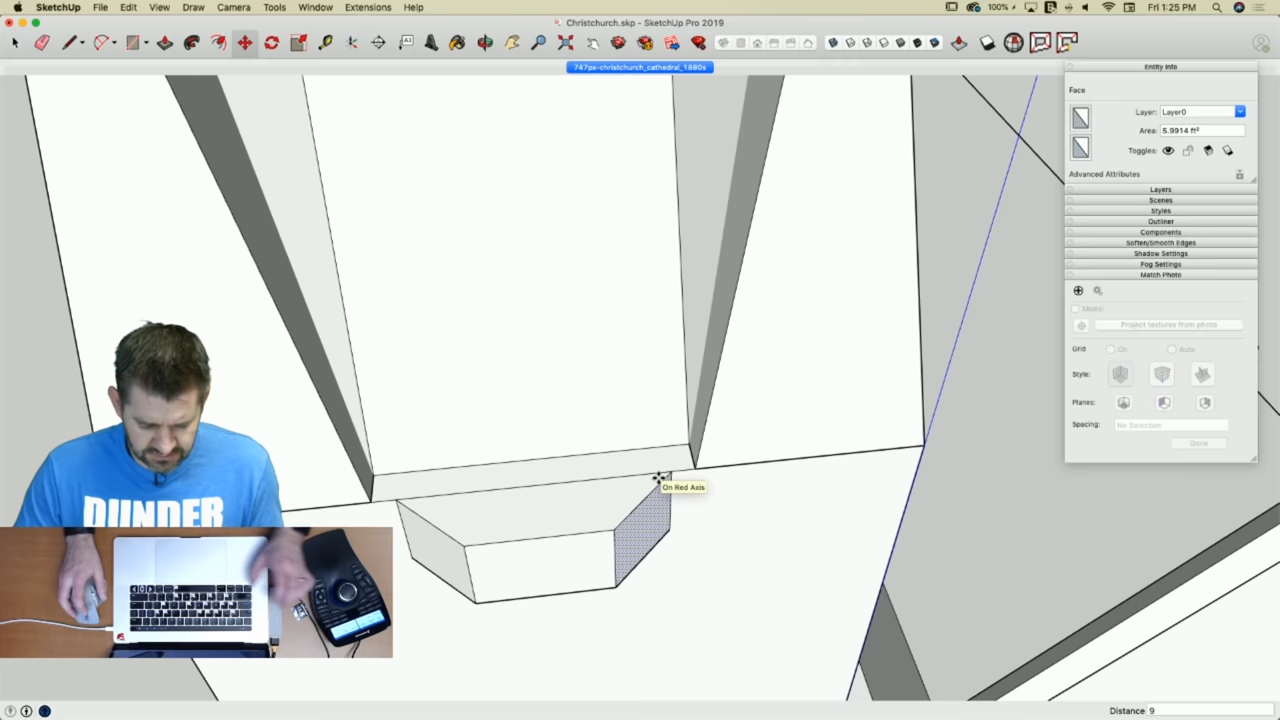 SketchUp File Edit View Draw Camera Tools Window Extensions Help
100% Fri 1:25 PM
Christchurch.skp - SketchUp Pro 2019
747px-christchurch_cathedral_1880s
Entity Info
Face
Layer: Layer0
Area: 5.9914 ft²
Toggles:
Advanced Attributes
Layers
Scenes
Styles
Outliner
Components
Soften/Smooth Edges
Shadow Settings
Fog Settings
Match Photo
Model
Project textures from photo
Grid On Auto
Style:
Planes:
Spacing: No Selection
Done
On Red Axis
DUNDER
Distance 9